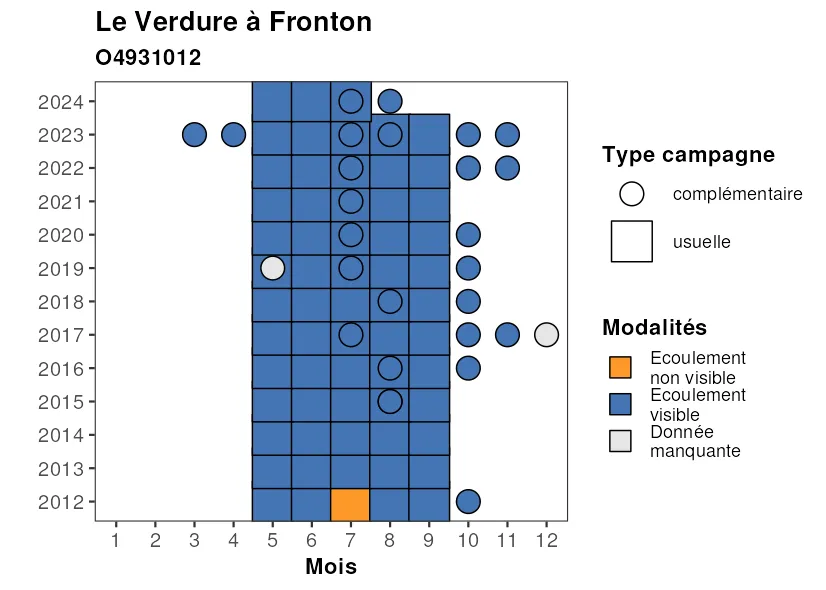 Le Verdure à Fronton
O4931012
2024
2023
2022
2021
2020
2019
2018
2017
2016
2015
2014
2013
2012
1 2 3 4 5 6 7 8 9 10 11 12
Mois
Type campagne
complémentaire
usuelle
Modalités
Ecoulement
non visible
Ecoulement
visible
Donnée
manquante